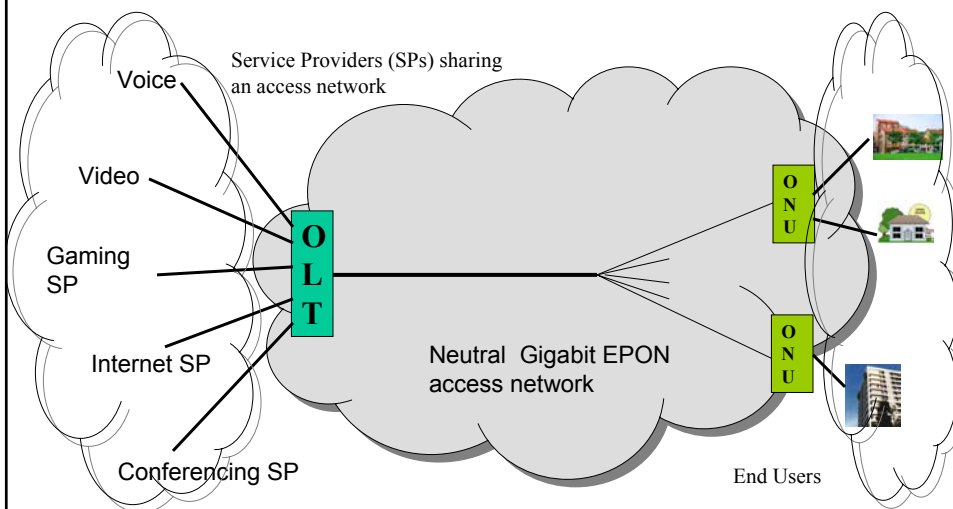 Service Providers (SPs) sharing
an access network
Voice
Video
Gaming
SP
Internet SP
Conferencing SP
O
L
T
Neutral Gigabit EPON
access network
O
N
U
O
N
U
End Users